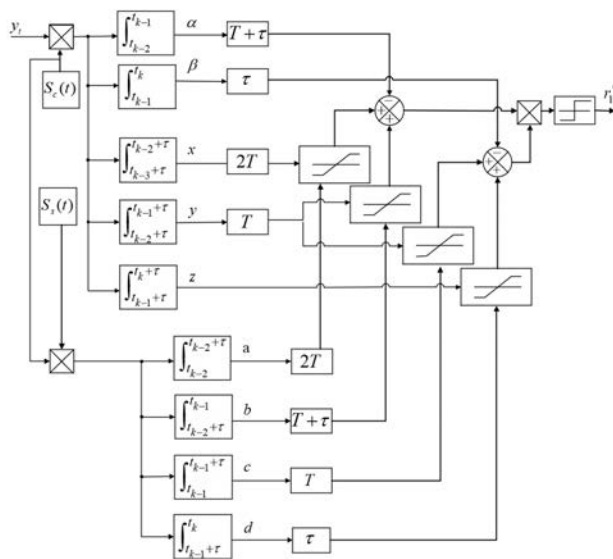 y_t
S_c(t)
S_s(t)
∫_{t_{k-2}}^{t_{k-1}} α T + τ
∫_{t_{k-1}}^{t_k} β τ
∫_{t_{k-3}+τ}^{t_{k-2}+τ} x 2T
∫_{t_{k-2}+τ}^{t_{k-1}+τ} y T
∫_{t_{k-1}+τ}^{t_k+τ} z
∫_{t_{k-2}}^{t_{k-2}+τ} a 2T
∫_{t_{k-2}+τ}^{t_{k-1}} b T + τ
∫_{t_{k-1}}^{t_{k-1}+τ} c T
∫_{t_{k-1}+τ}^{t_k} d τ